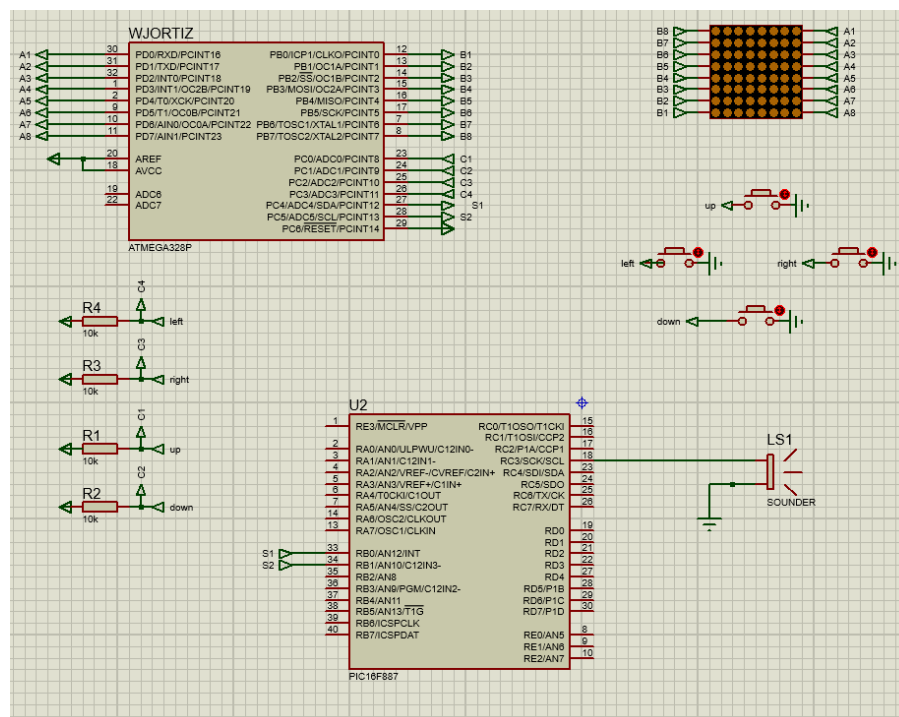 WJORTIZ
A1 30 PD0/RXD/PCINT16 PB0/ICP1/CLKO/PCINT0 12 B1
A2 31 PD1/TXD/PCINT17 PB1/OC1A/PCINT1 13 B2
A3 32 PD2/INT0/PCINT18 PB2/SS/OC1B/PCINT2 14 B3
A4 1 PD3/INT1/OC2B/PCINT19 PB3/MOSI/OC2A/PCINT3 15 B4
A5 2 PD4/T0/XCK/PCINT20 PB4/MISO/PCINT4 16 B5
A6 9 PD5/T1/OC0B/PCINT21 PB5/SCK/PCINT5 17 B6
A7 10 PD6/AIN0/OC0A/PCINT22 PB6/TOSC1/XTAL1/PCINT6 7 B7
A8 11 PD7/AIN1/PCINT23 PB7/TOSC2/XTAL2/PCINT7 8 B8
20 AREF PC0/ADC0/PCINT8 23 C1
18 AVCC PC1/ADC1/PCINT9 24 C2
PC2/ADC2/PCINT10 25 C3
19 ADC6 PC3/ADC3/PCINT11 26 C4
22 ADC7 PC4/ADC4/SDA/PCINT12 27 S1
PC5/ADC5/SCL/PCINT13 28 S2
PC6/RESET/PCINT14 29
ATMEGA328P
B8 A1
B7 A2
B6 A3
B5 A4
B4 A5
B3 A6
B2 A7
B1 A8
up
left
right
down
C4
R4
left
10k
C3
R3
right
10k
C1
R1
up
10k
C2
R2
down
10k
U2
1 RE3/MCLR/VPP RC0/T1OSO/T1CKI 15
RC1/T1OSI/CCP2 16
2 RA0/AN0/ULPWU/C12IN0- RC2/P1A/CCP1 17
3 RA1/AN1/C12IN1- RC3/SCK/SCL 18
4 RA2/AN2/VREF-/CVREF/C2IN+ RC4/SDI/SDA 23
5 RA3/AN3/VREF+/C1IN+ RC5/SDO 24
6 RA4/T0CKI/C1OUT RC6/TX/CK 25
7 RA5/AN4/SS/C2OUT RC7/RX/DT 26
14 RA6/OSC2/CLKOUT
13 RA7/OSC1/CLKIN RD0 19
RD1 20
S1 33 RB0/AN12/INT RD2 21
S2 34 RB1/AN10/C12IN3- RD3 22
35 RB2/AN8 RD4 27
36 RB3/AN9/PGM/C12IN2- RD5/P1B 28
37 RB4/AN11 RD6/P1C 29
38 RB5/AN13/T1G RD7/P1D 30
39 RB6/ICSPCLK
40 RB7/ICSPDAT RE0/AN5 8
RE1/AN6 9
RE2/AN7 10
PIC16F887
LS1
SOUNDER